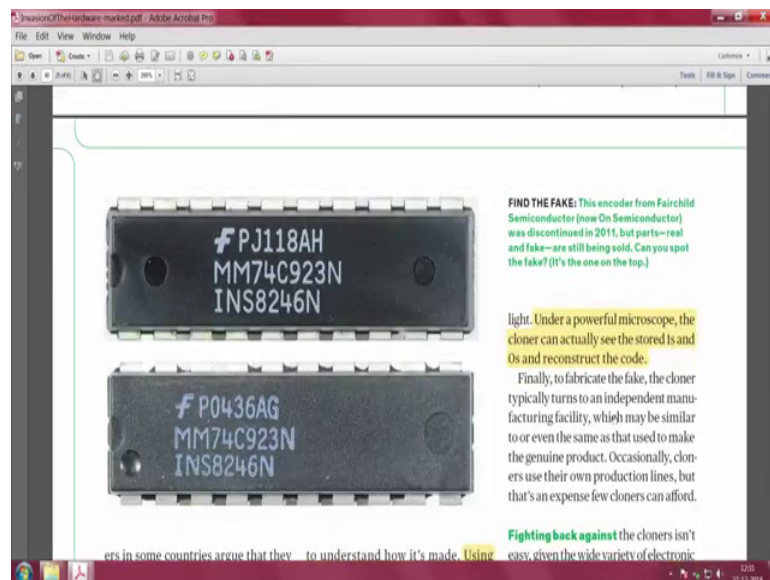 InvasionOfTheHardware-marked.pdf - Adobe Acrobat Pro
File Edit View Window Help
Open Create Customize
Tools Fill & Sign
PJ118AH
MM74C923N
INS8246N
P0436AG
MM74C923N
INS8246N
FIND THE FAKE: This encoder from Fairchild
Semiconductor (now On Semiconductor)
was discontinued in 2011, but parts—real
and fake—are still being sold. Can you spot
the fake? (It's the one on the top.)
light. Under a powerful microscope, the
cloner can actually see the stored 1s and
0s and reconstruct the code.
Finally, to fabricate the fake, the cloner
typically turns to an independent manu-
facturing facility, which may be similar
to or even the same as that used to make
the genuine product. Occasionally, clon-
ers use their own production lines, but
that's an expense few cloners can afford.
Fighting back against the cloners isn't
easy, given the wide variety of electronic
ers in some countries argue that they
to understand how it's made. Using
12:31